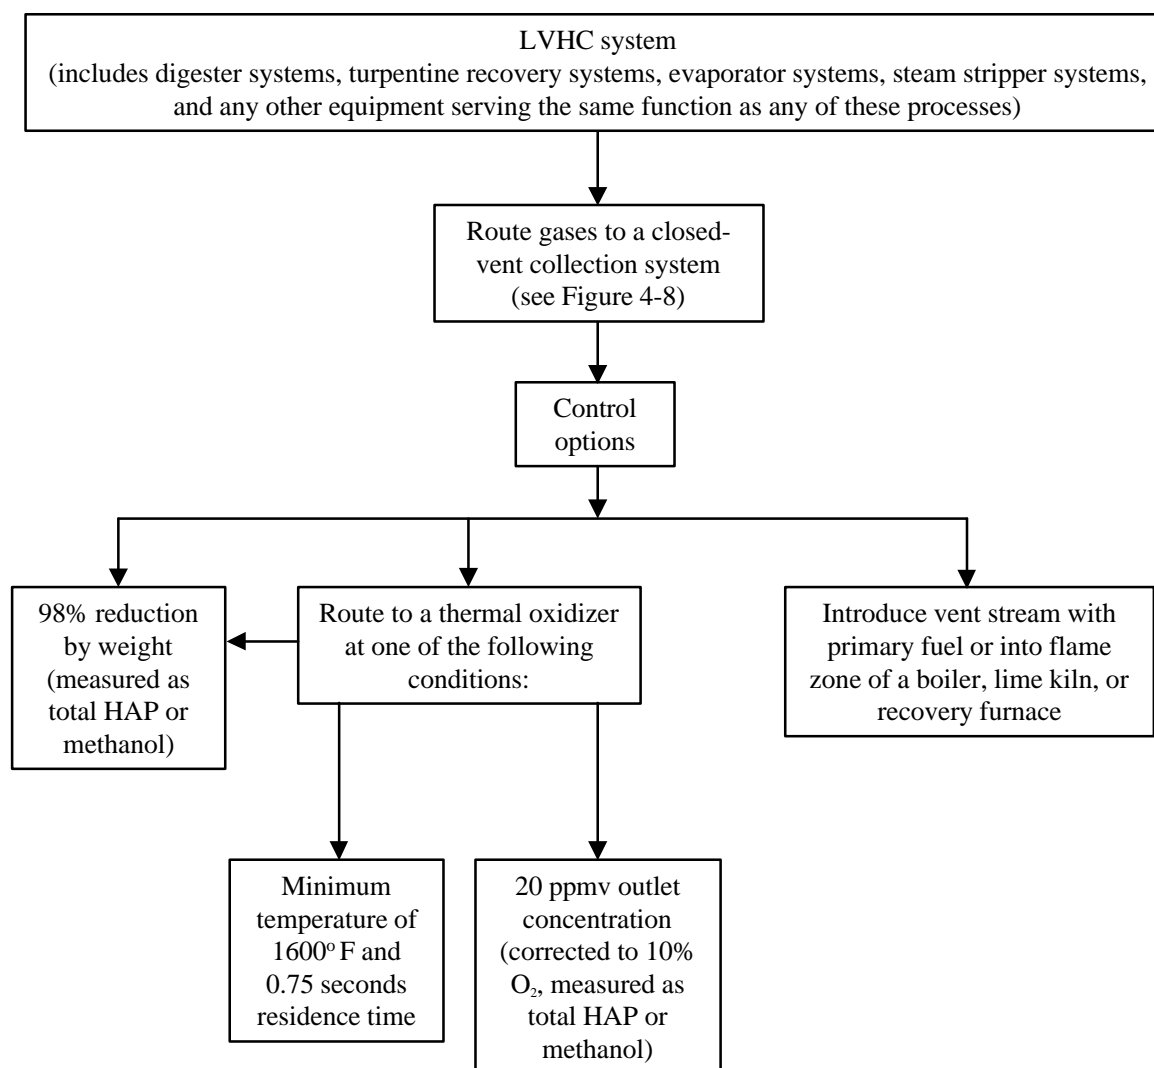 LVHC system
(includes digester systems, turpentine recovery systems, evaporator systems, steam stripper systems,
and any other equipment serving the same function as any of these processes)
Route gases to a closed-
vent collection system
(see Figure 4-8)
Control
options
98% reduction
by weight
(measured as
total HAP or
methanol)
Route to a thermal oxidizer
at one of the following
conditions:
Introduce vent stream with
primary fuel or into flame
zone of a boiler, lime kiln, or
recovery furnace
Minimum
temperature of
1600° F and
0.75 seconds
residence time
20 ppmv outlet
concentration
(corrected to 10%
O₂, measured as
total HAP or
methanol)